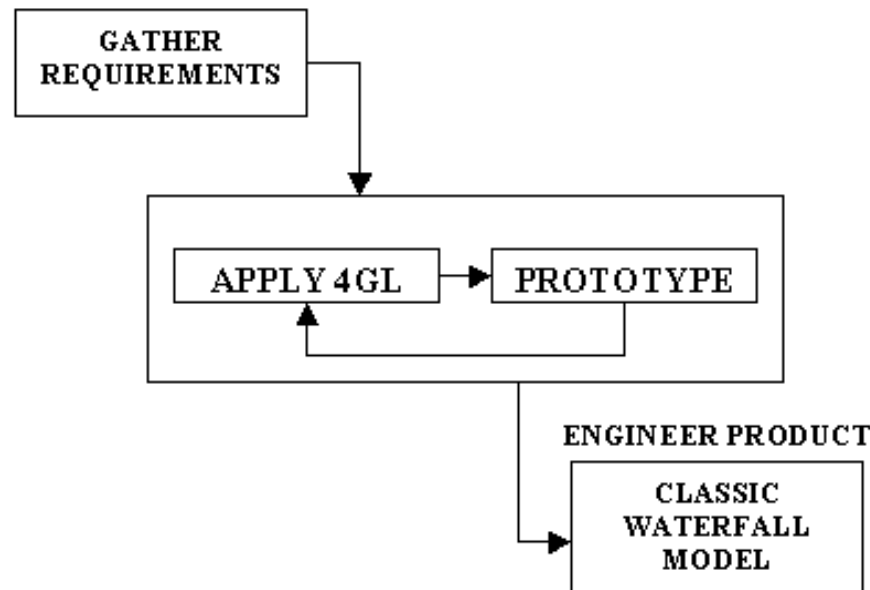 GATHER
REQUIREMENTS
APPLY 4GL
PROTOTYPE
ENGINEER PRODUCT
CLASSIC
WATERFALL
MODEL